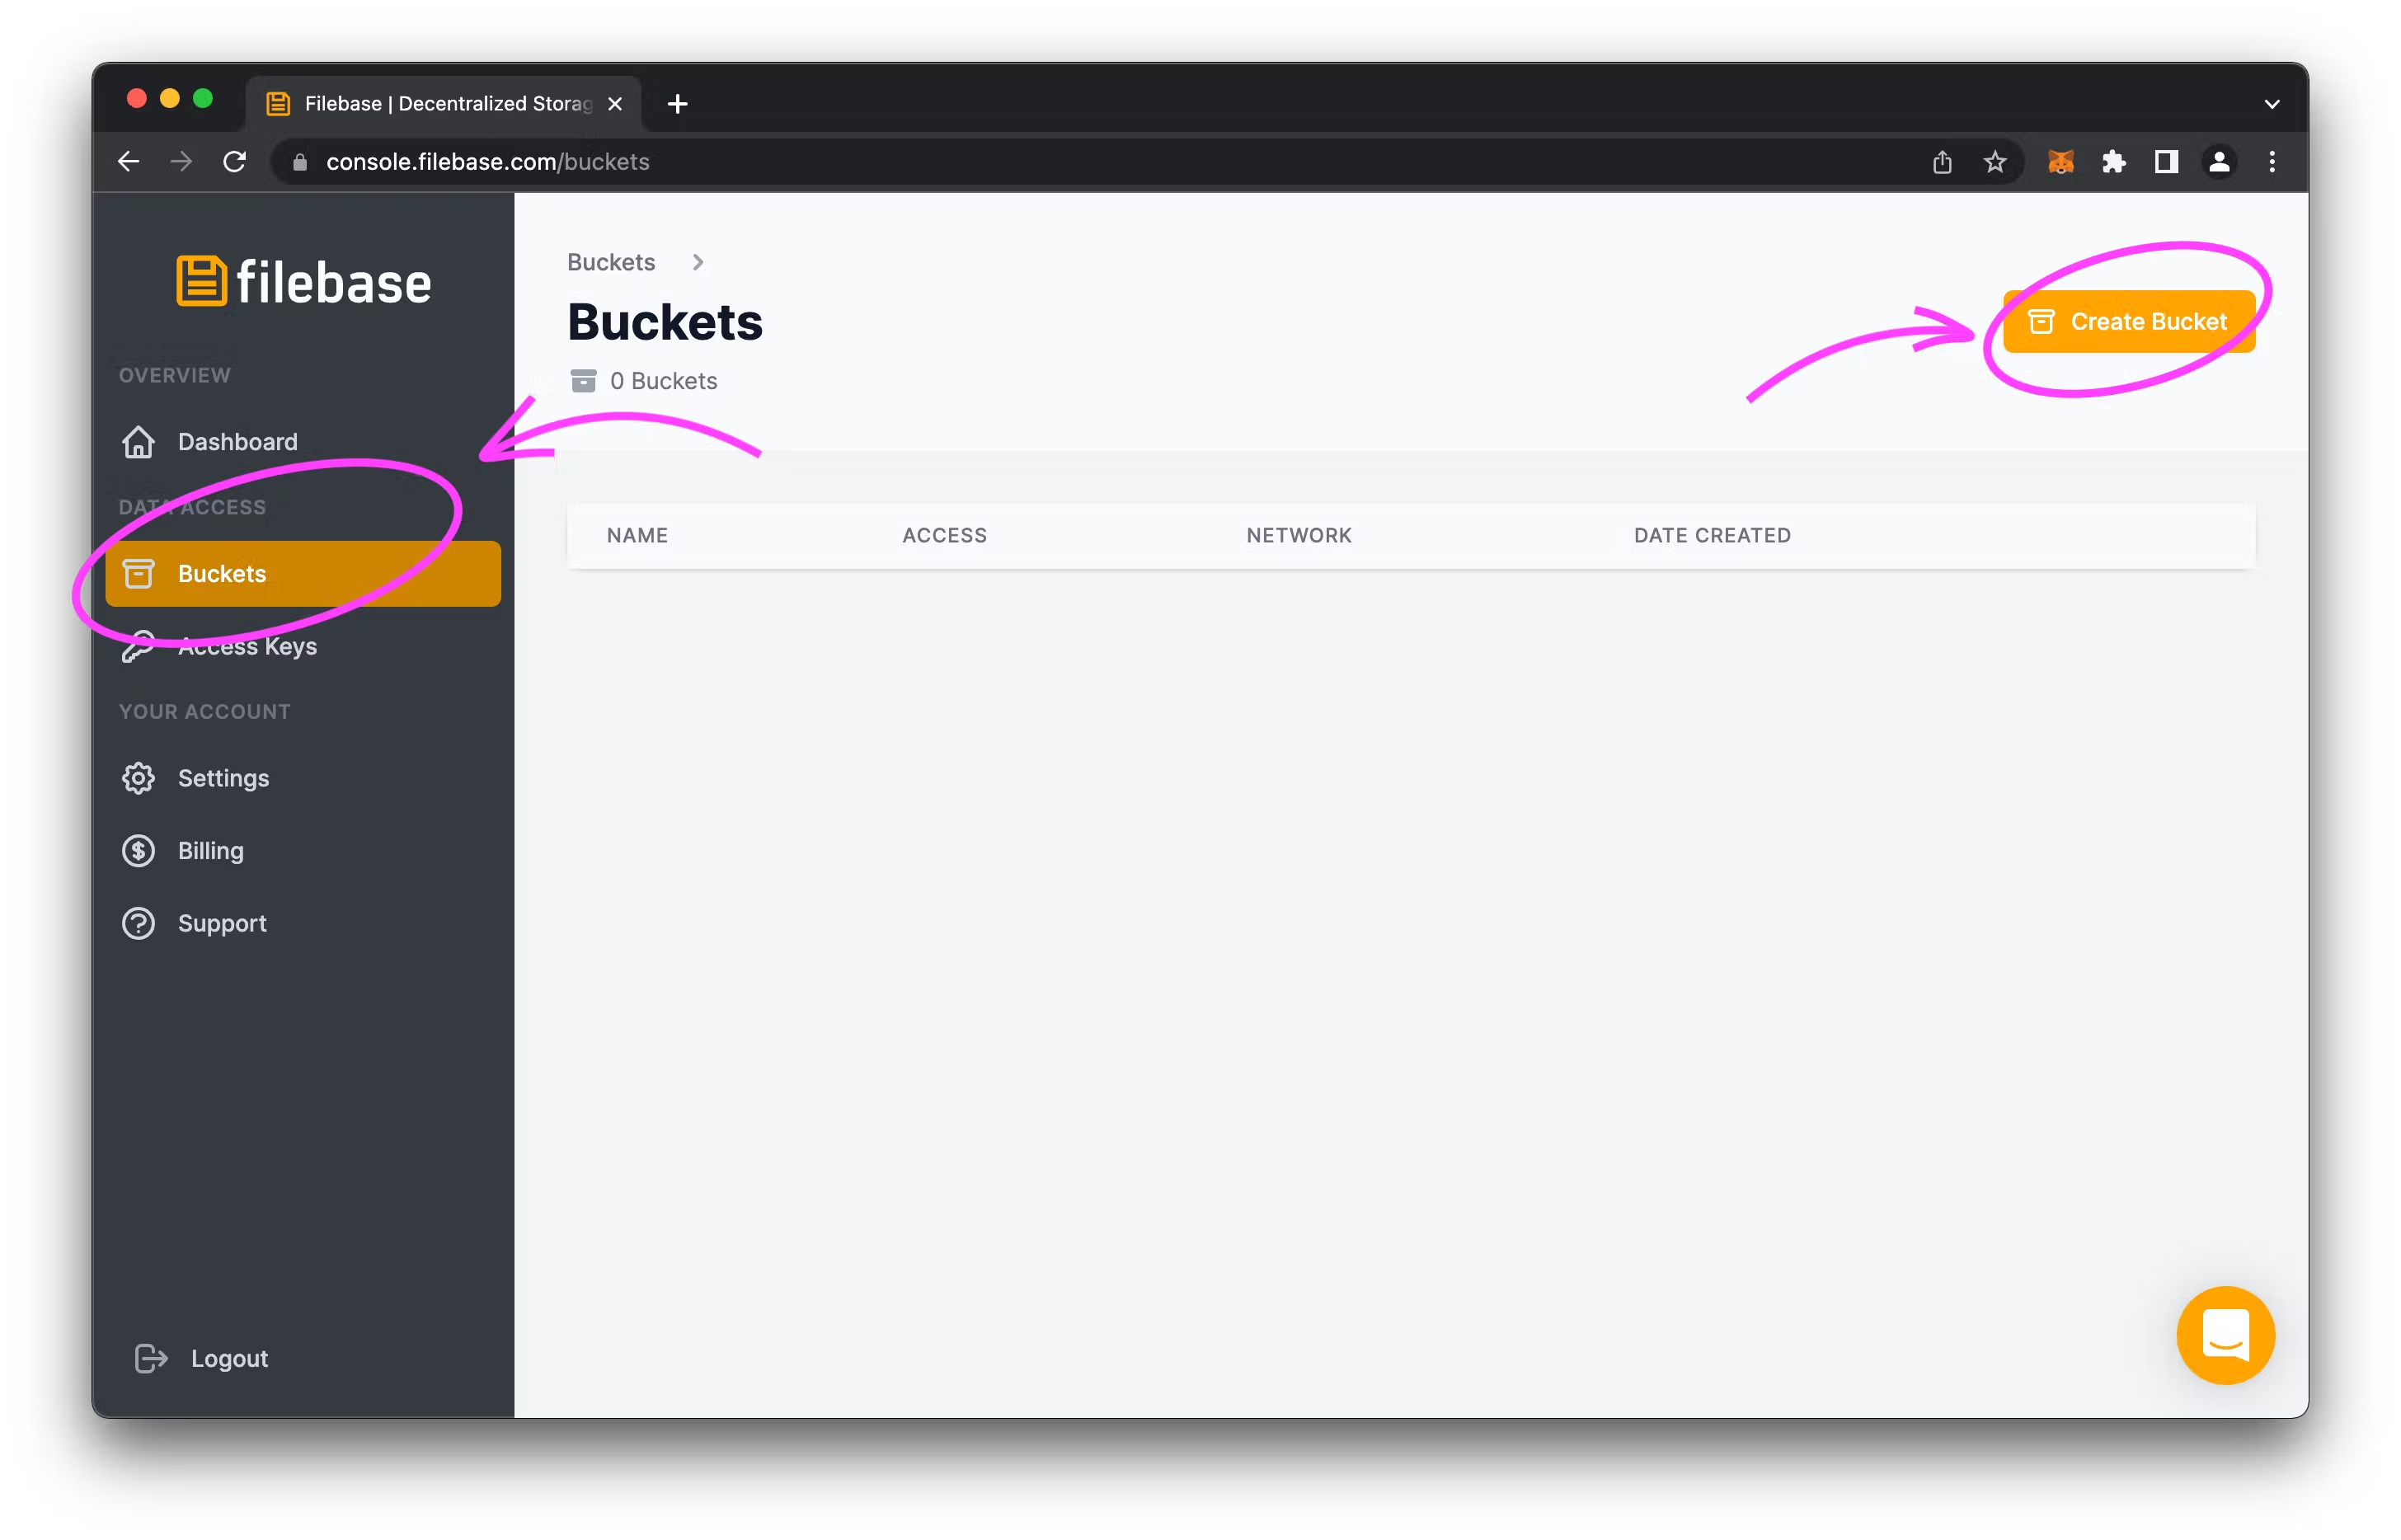 Filebase | Decentralized Storag
console.filebase.com/buckets
filebase
OVERVIEW
Dashboard
DATA ACCESS
Buckets
Access Keys
YOUR ACCOUNT
Settings
Billing
Support
Logout
Buckets
Buckets
0 Buckets
Create Bucket
NAME ACCESS NETWORK DATE CREATED